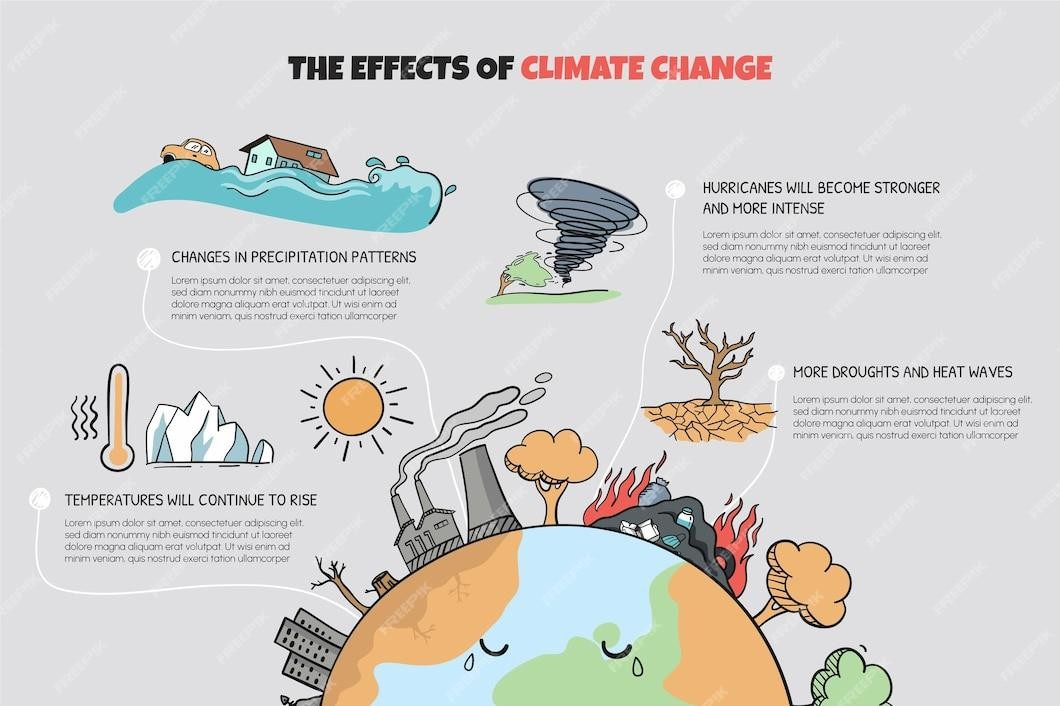 THE EFFECTS OF CLIMATE CHANGE
CHANGES IN PRECIPITATION PATTERNS
Lorem ipsum dolor sit amet, consectetuer adipiscing elit,
sed diam nonummy nibh euismod tincidunt ut laoreet
dolore magna aliquam erat volutpat. Ut wisi enim ad
minim veniam, quis nostrud exerci tation ullamcorper
HURRICANES WILL BECOME STRONGER
AND MORE INTENSE
Lorem ipsum dolor sit amet, consectetuer adipiscing elit,
sed diam nonummy nibh euismod tincidunt ut laoreet
dolore magna aliquam erat volutpat. Ut wisi enim ad
minim veniam, quis nostrud exerci tation ullamcorper
MORE DROUGHTS AND HEAT WAVES
Lorem ipsum dolor sit amet, consectetuer adipiscing elit,
sed diam nonummy nibh euismod tincidunt ut laoreet
dolore magna aliquam erat volutpat. Ut wisi enim ad
minim veniam, quis nostrud exerci tation ullamcorper
TEMPERATURES WILL CONTINUE TO RISE
Lorem ipsum dolor sit amet, consectetuer adipiscing elit,
sed diam nonummy nibh euismod tincidunt ut laoreet
dolore magna aliquam erat volutpat. Ut wisi enim ad
minim veniam, quis nostrud exerci tation ullamcorper
FREEPIK